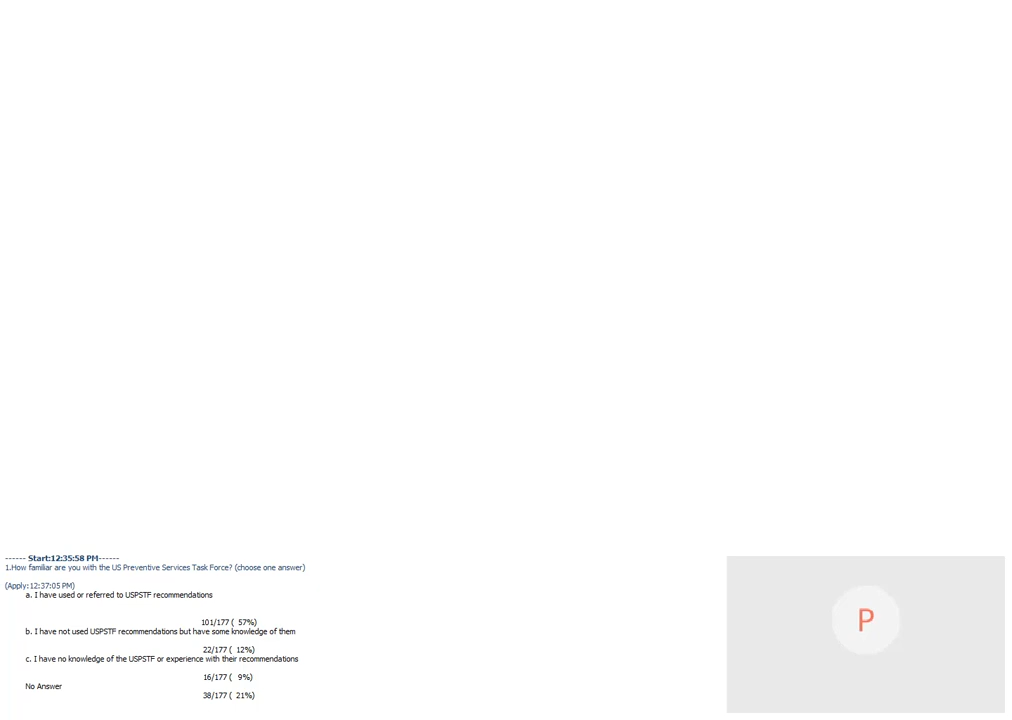 ------ Start:12:35:58 PM------
1.How familiar are you with the US Preventive Services Task Force? (choose one answer)
(Apply:12:37:05 PM)
a. I have used or referred to USPSTF recommendations
101/177 (  57%)
b. I have not used USPSTF recommendations but have some knowledge of them
22/177 (  12%)
c. I have no knowledge of the USPSTF or experience with their recommendations
16/177 (   9%)
No Answer
38/177 (  21%)
P